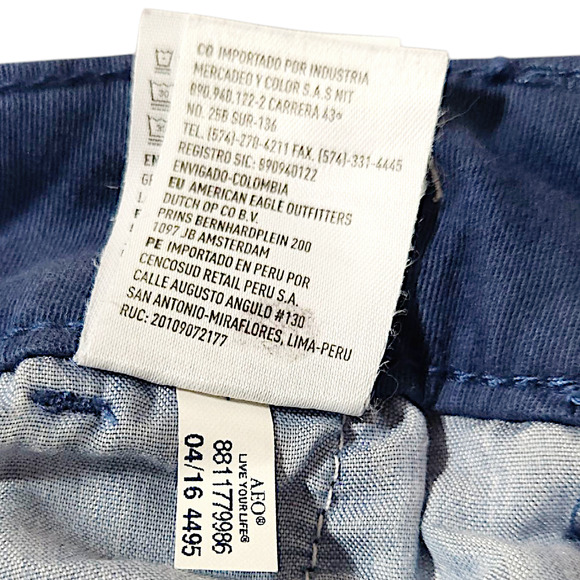 CO IMPORTADO POR INDUSTRIA
MERCADEO Y COLOR S.A.S NIT
890.940.122-2 CARRERA 43ª
NO. 25B SUR-136
TEL. (574)-270-4211 FAX. (574)-331-4445
REGISTRO SIC: 890940122
ENVIGADO-COLOMBIA
EU AMERICAN EAGLE OUTFITTERS
DUTCH OP CO B.V.
PRINS BERNHARDPLEIN 200
1097 JB AMSTERDAM
PE IMPORTADO EN PERU POR
CENCOSUD RETAIL PERU S.A.
CALLE AUGUSTO ANGULO #130
SAN ANTONIO-MIRAFLORES, LIMA-PERU
RUC: 20109072177
30
30
EN
AEO®
LIVE YOUR LIFE®
8811779986
04/16 4495